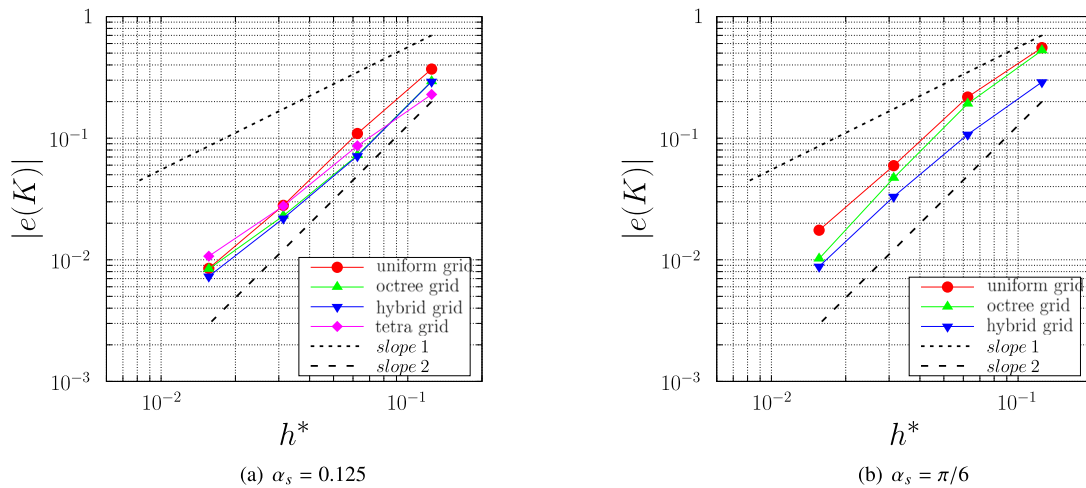 1
10^{-1}
10^{-2}
10^{-3}
|e(K)|
10^{-2}
10^{-1}
h*
uniform grid
octree grid
hybrid grid
tetra grid
slope 1
slope 2
(a) α_s = 0.125
1
10^{-1}
10^{-2}
10^{-3}
|e(K)|
10^{-2}
10^{-1}
h*
uniform grid
octree grid
hybrid grid
slope 1
slope 2
(b) α_s = π/6